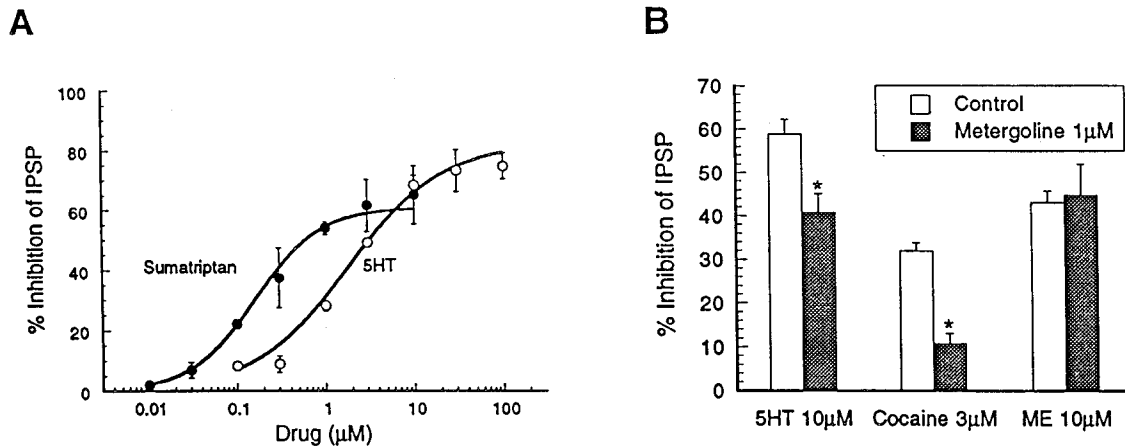 A
% Inhibition of IPSP
100
80
60
40
20
0
Sumatriptan
5HT
0.01 0.1 1 10 100
Drug (μM)
B
% Inhibition of IPSP
70
60
50
40
30
20
10
0
Control
Metergoline 1μM
*
*
5HT 10μM Cocaine 3μM ME 10μM